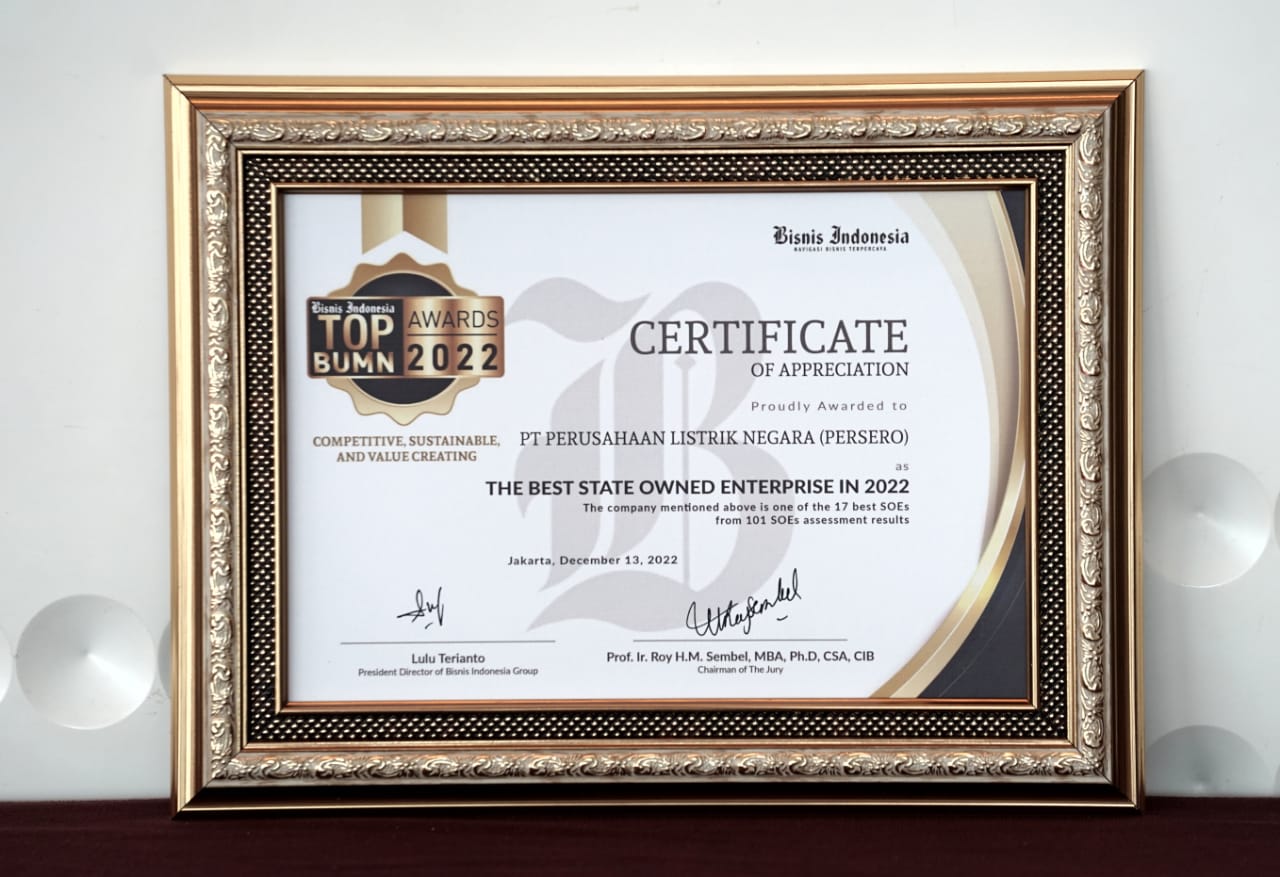 Bisnis Indonesia
NAVIGASI BISNIS TERPERCAYA
Bisnis Indonesia
TOP
BUMN
AWARDS
2022
COMPETITIVE, SUSTAINABLE,
AND VALUE CREATING
CERTIFICATE
OF APPRECIATION
Proudly Awarded to
PT PERUSAHAAN LISTRIK NEGARA (PERSERO)
as
THE BEST STATE OWNED ENTERPRISE IN 2022
The company mentioned above is one of the 17 best SOEs
from 101 SOEs assessment results
Jakarta, December 13, 2022
Lulu Terianto
President Director of Bisnis Indonesia Group
Prof. Ir. Roy H.M. Sembel, MBA, Ph.D, CSA, CIB
Chairman of The Jury